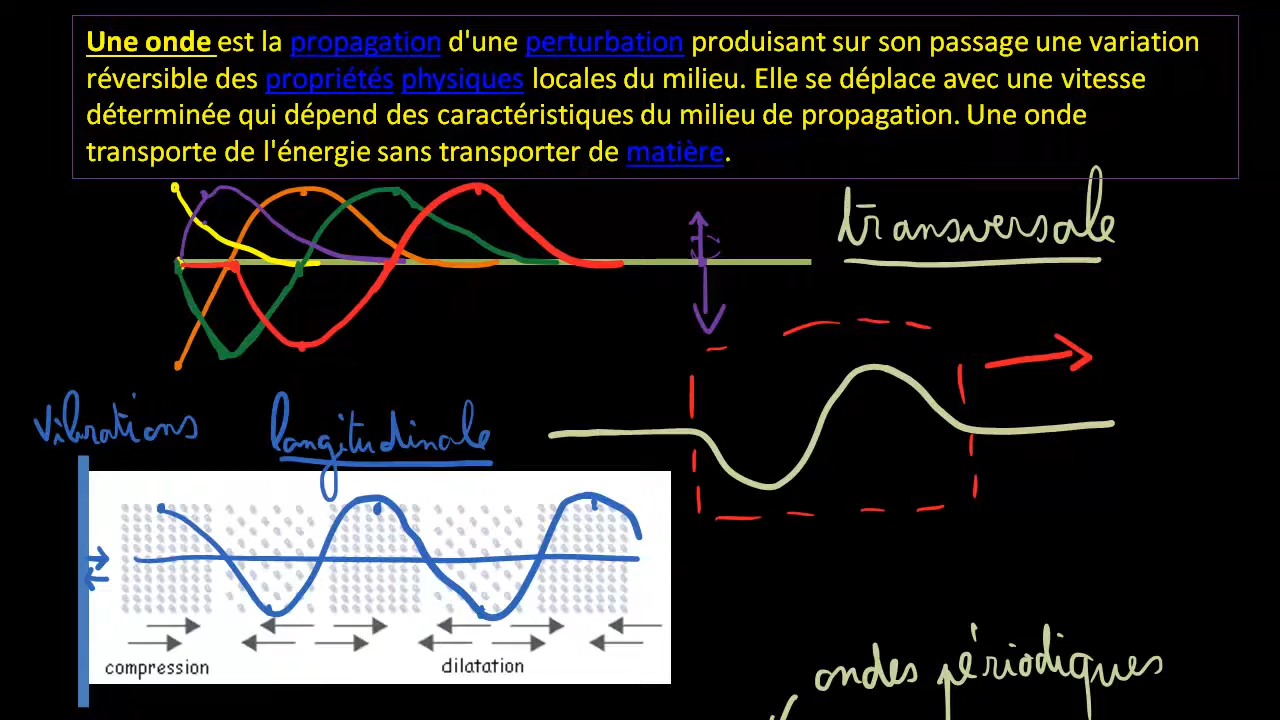 Une onde est la propagation d'une perturbation produisant sur son passage une variation
réversible des propriétés physiques locales du milieu. Elle se déplace avec une vitesse
déterminée qui dépend des caractéristiques du milieu de propagation. Une onde
transporte de l'énergie sans transporter de matière.
transversale
vibrations
longitudinale
compression
dilatation
ondes périodiques